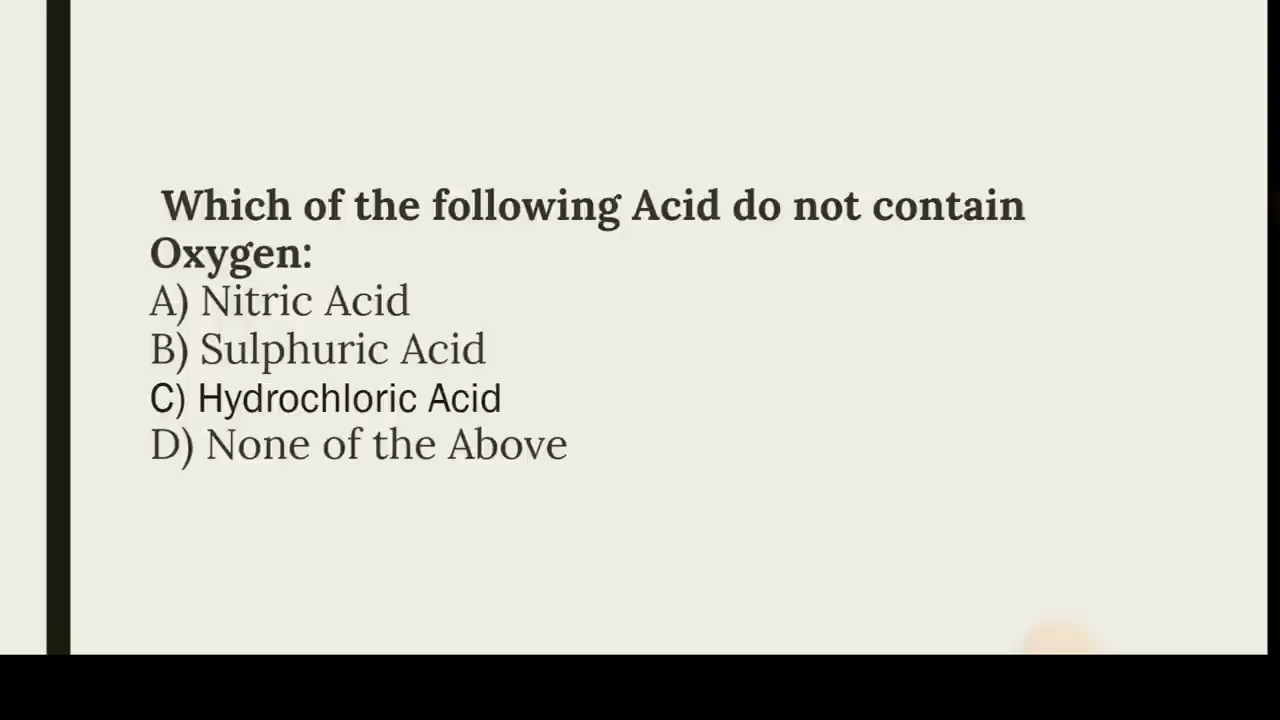 Which of the following Acid do not contain
Oxygen:
A) Nitric Acid
B) Sulphuric Acid
C) Hydrochloric Acid
D) None of the Above